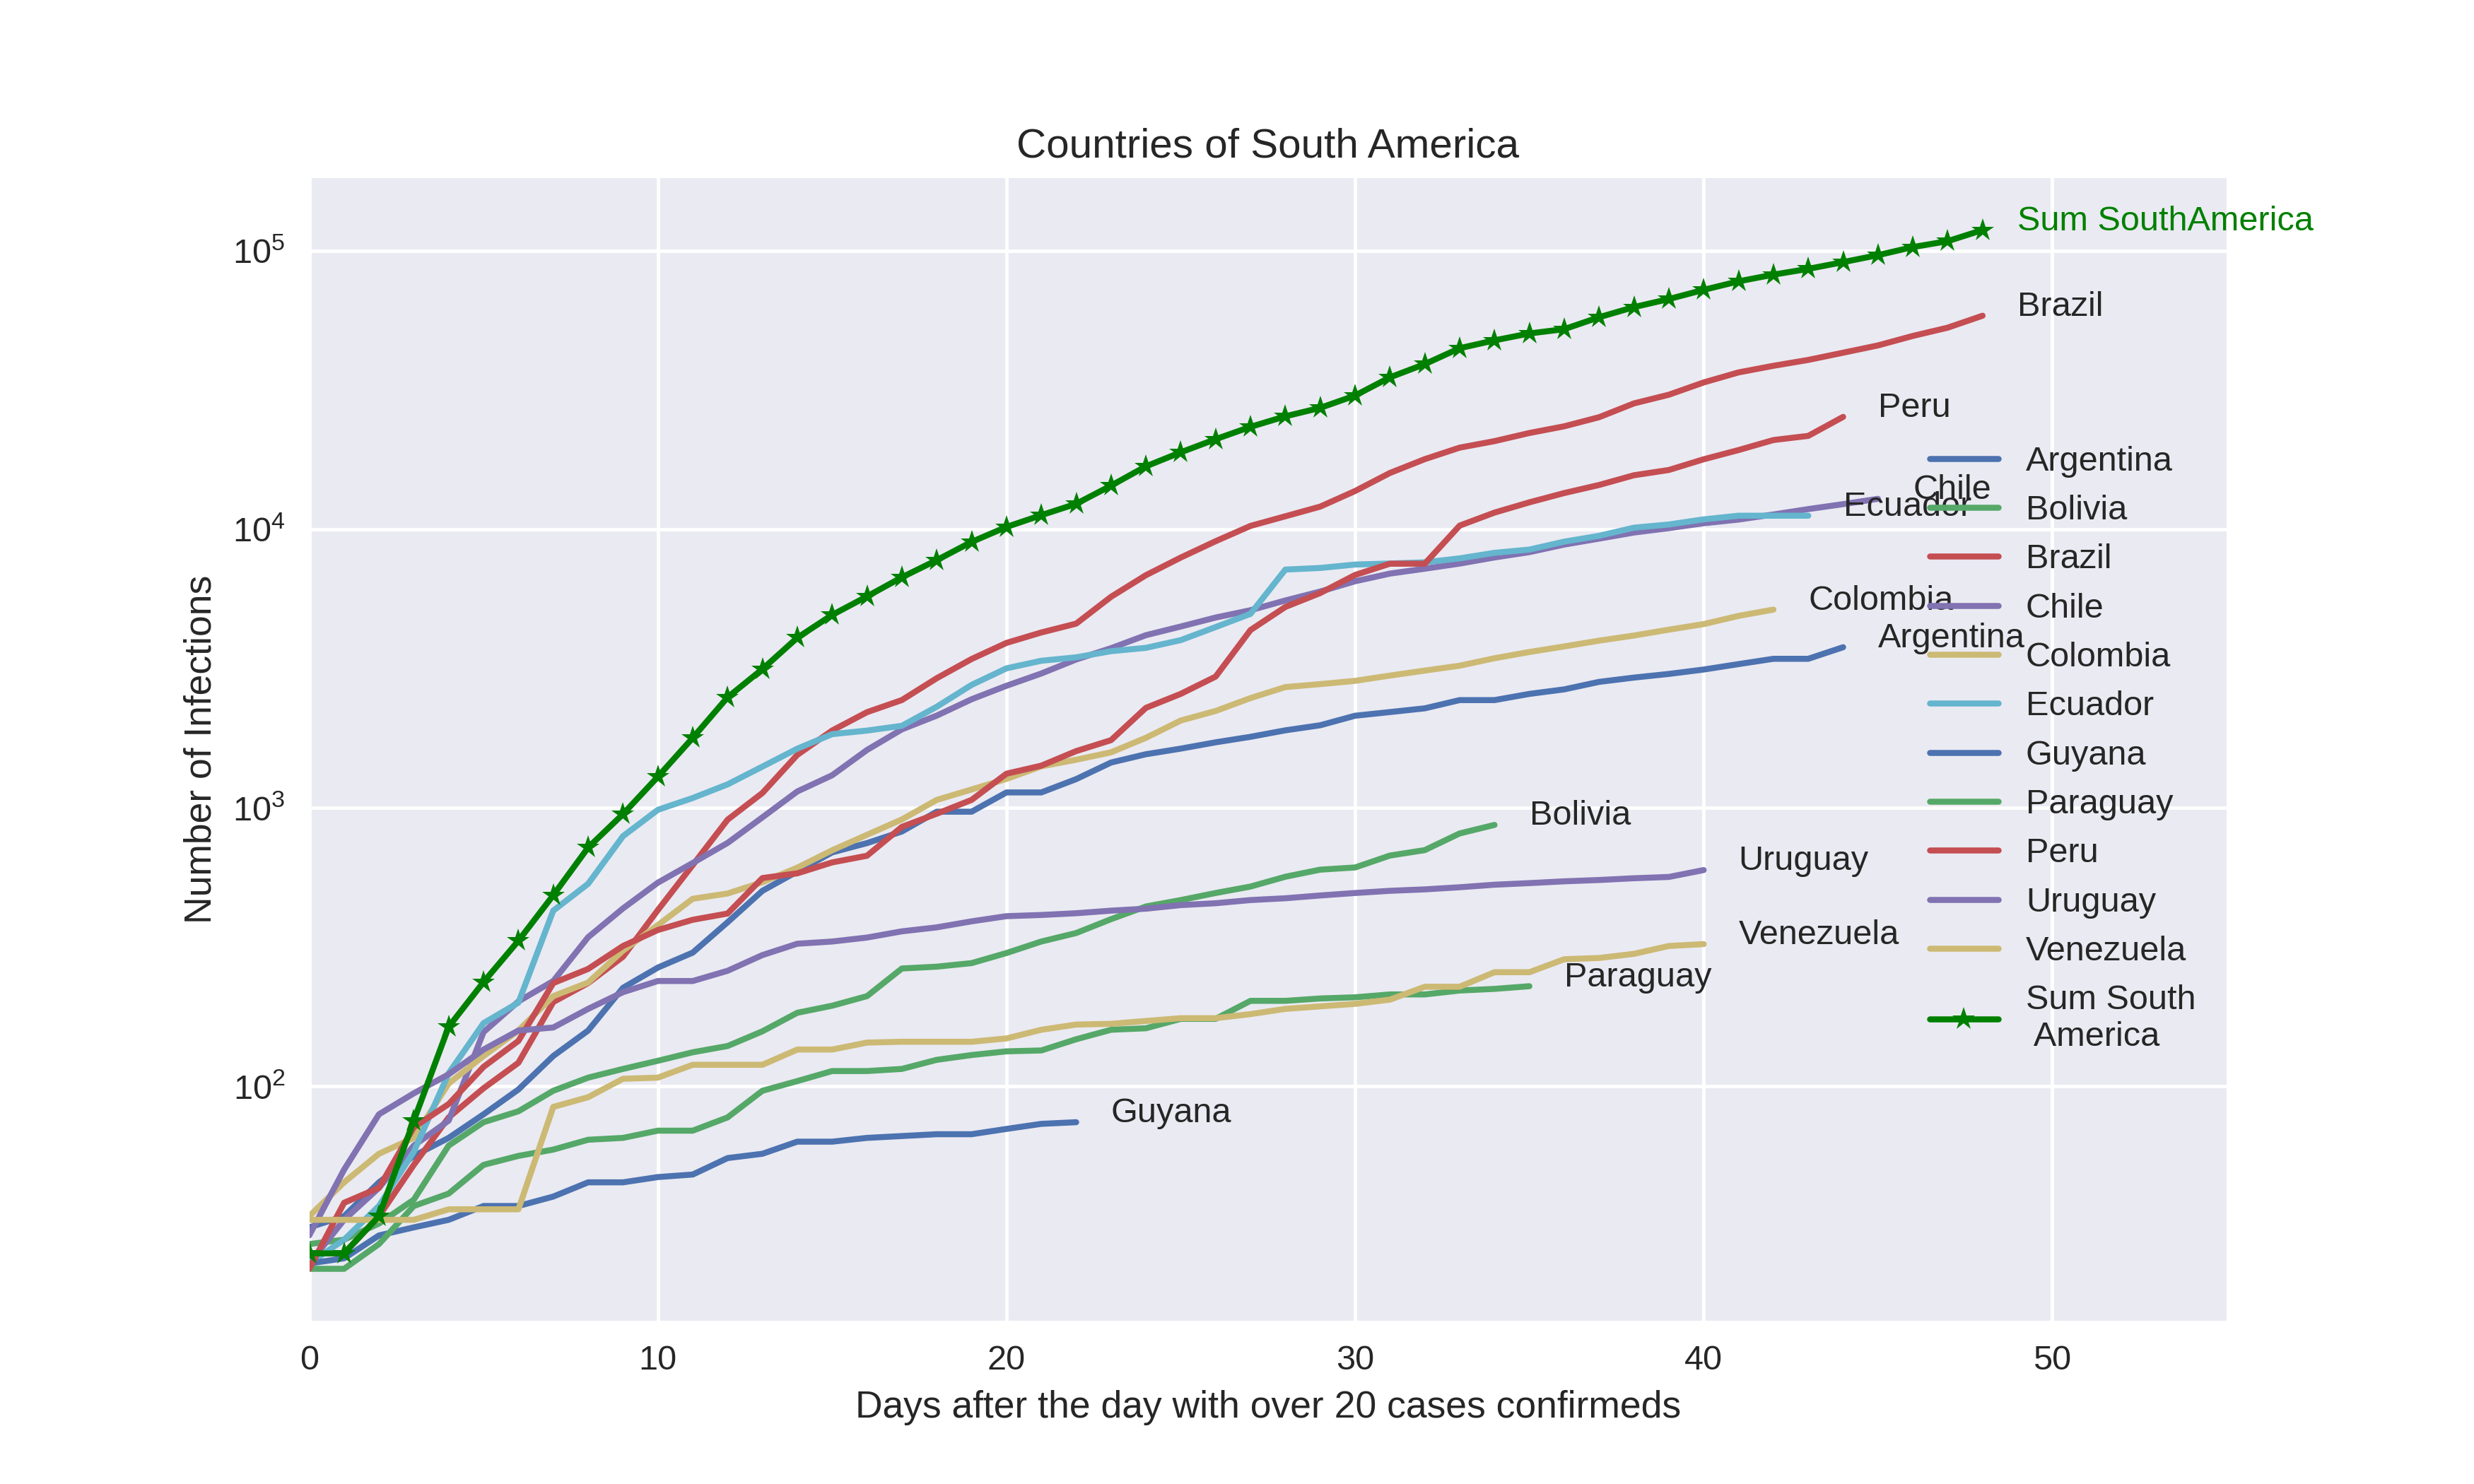 Countries of South America
Number of Infections
10^5
10^4
10^3
10^2
0
10
20
30
40
50
Days after the day with over 20 cases confirmeds
Sum SouthAmerica
Brazil
Peru
Chile
Ecuador
Colombia
Argentina
Bolivia
Uruguay
Venezuela
Paraguay
Guyana
Argentina
Bolivia
Brazil
Chile
Colombia
Ecuador
Guyana
Paraguay
Peru
Uruguay
Venezuela
Sum South
America